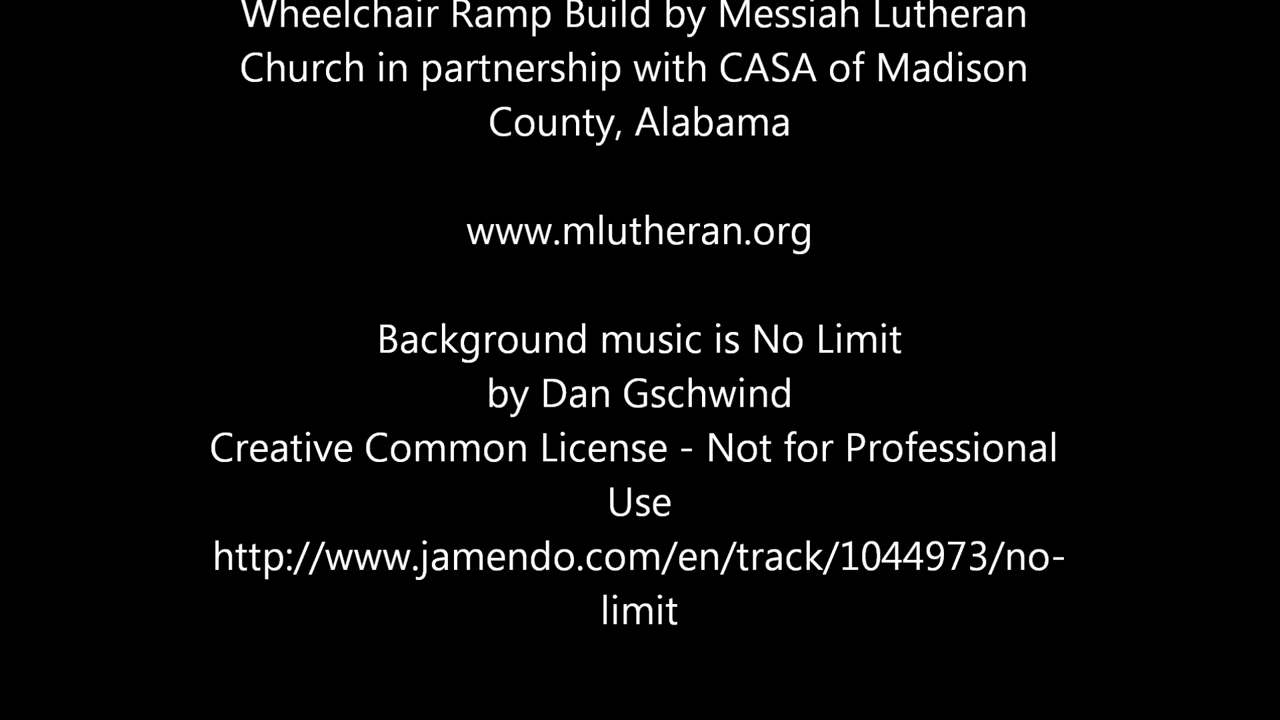 Wheelchair Ramp Build by Messiah Lutheran
Church in partnership with CASA of Madison
County, Alabama
www.mlutheran.org
Background music is No Limit
by Dan Gschwind
Creative Common License - Not for Professional
Use
http://www.jamendo.com/en/track/1044973/no-
limit